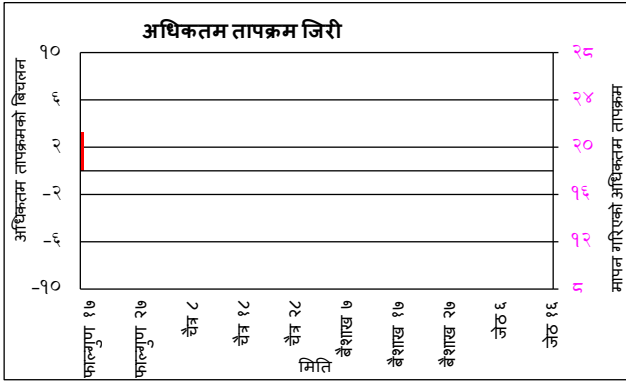 अधिकतम तापक्रम जिरी
अधिकतम तापक्रमको बिचलन
१०
६
२
-२
-६
-१०
२८
२४
२०
१६
१२
८
मापन गरिएको अधिकतम तापक्रम
फाल्गुण १७
फाल्गुण २७
चैत्र ८
चैत्र १८
चैत्र २८
बैशाख ७
बैशाख १७
बैशाख २७
जेठ ६
जेठ १६
मिति